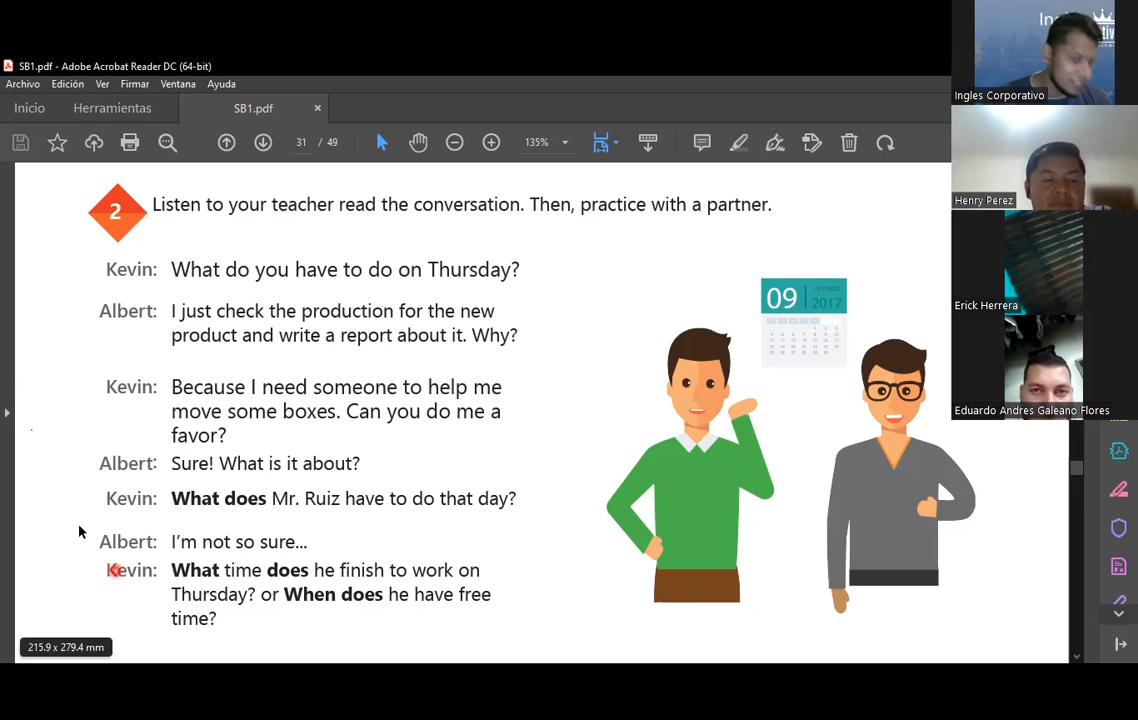 SB1.pdf - Adobe Acrobat Reader DC (64-bit)
Archivo Edición Ver Firmar Ventana Ayuda
Inicio Herramientas SB1.pdf ×
31 / 49 135%
2 Listen to your teacher read the conversation. Then, practice with a partner.
Kevin: What do you have to do on Thursday?
Albert: I just check the production for the new
product and write a report about it. Why?
Kevin: Because I need someone to help me
move some boxes. Can you do me a
favor?
Albert: Sure! What is it about?
Kevin: What does Mr. Ruiz have to do that day?
Albert: I'm not so sure...
Kevin: What time does he finish to work on
Thursday? or When does he have free
time?
215.9 x 279.4 mm
09
2017
Ingles Corporativo
Henry Perez
Erick Herrera
Eduardo Andres Galeano Flores